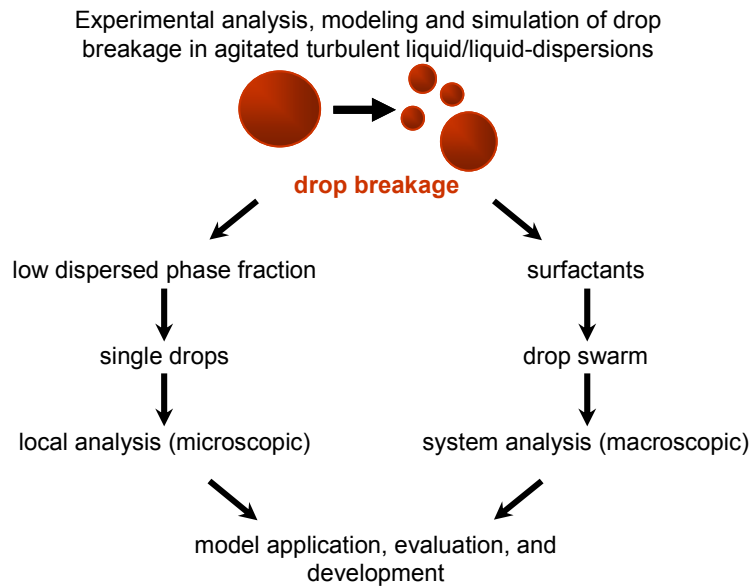 Experimental analysis, modeling and simulation of drop
breakage in agitated turbulent liquid/liquid-dispersions
drop breakage
low dispersed phase fraction
surfactants
single drops
drop swarm
local analysis (microscopic)
system analysis (macroscopic)
model application, evaluation, and
development